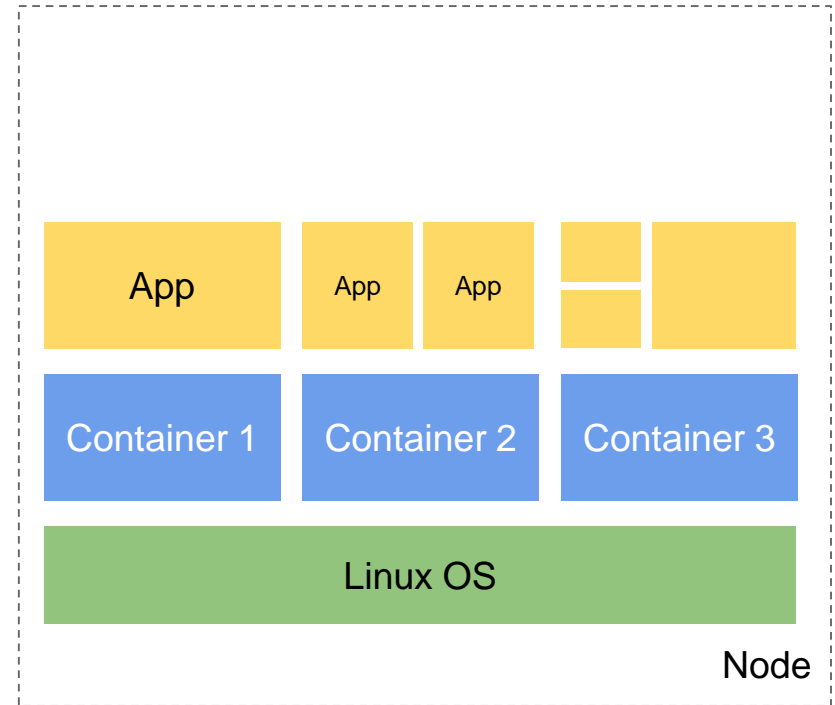 App
App
App
Container 1
Container 2
Container 3
Linux OS
Node